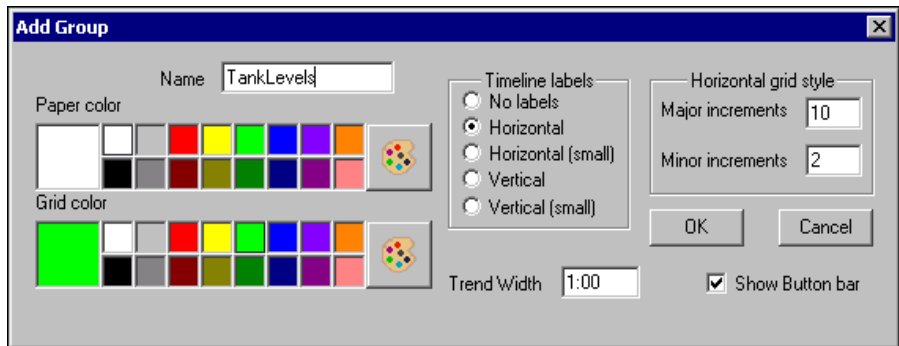 Add Group
Name TankLevels
Paper color
Grid color
Timeline labels
No labels
Horizontal
Horizontal (small)
Vertical
Vertical (small)
Horizontal grid style
Major increments 10
Minor increments 2
OK Cancel
Trend Width 1:00
Show Button bar